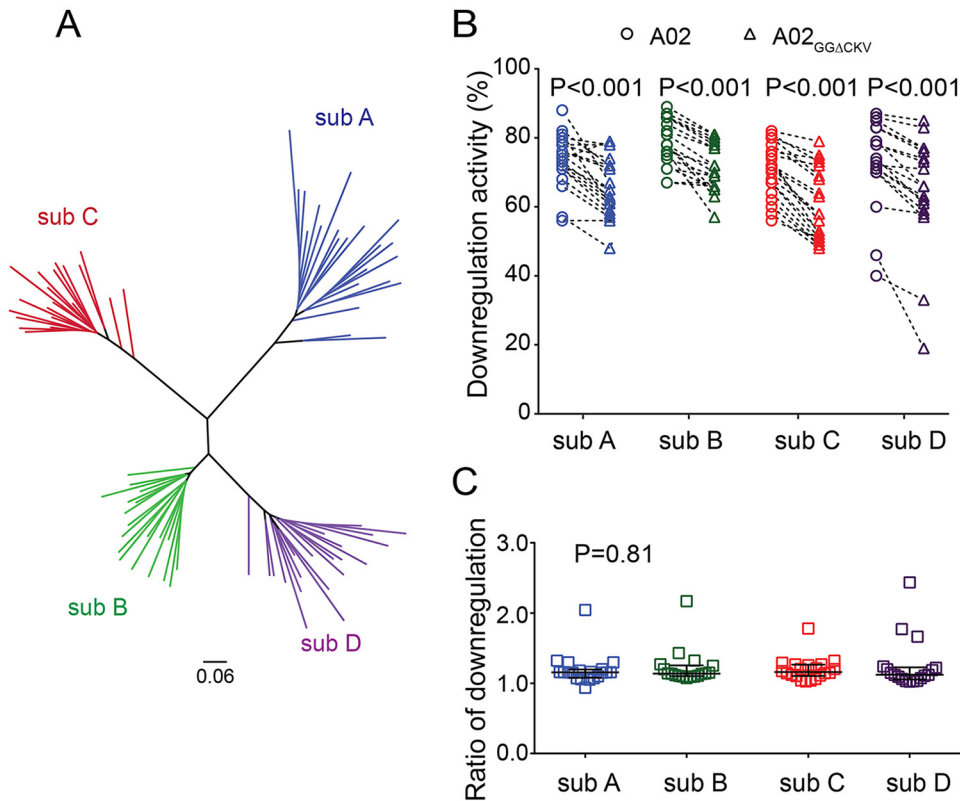 A
sub A
sub C
sub B
sub D
0.06
B
A02
A02GGΔCKV
Downregulation activity (%)
100
80
60
40
20
0
P<0.001
P<0.001
P<0.001
P<0.001
sub A
sub B
sub C
sub D
C
Ratio of downregulation
3.0
2.0
1.0
0.0
P=0.81
sub A
sub B
sub C
sub D